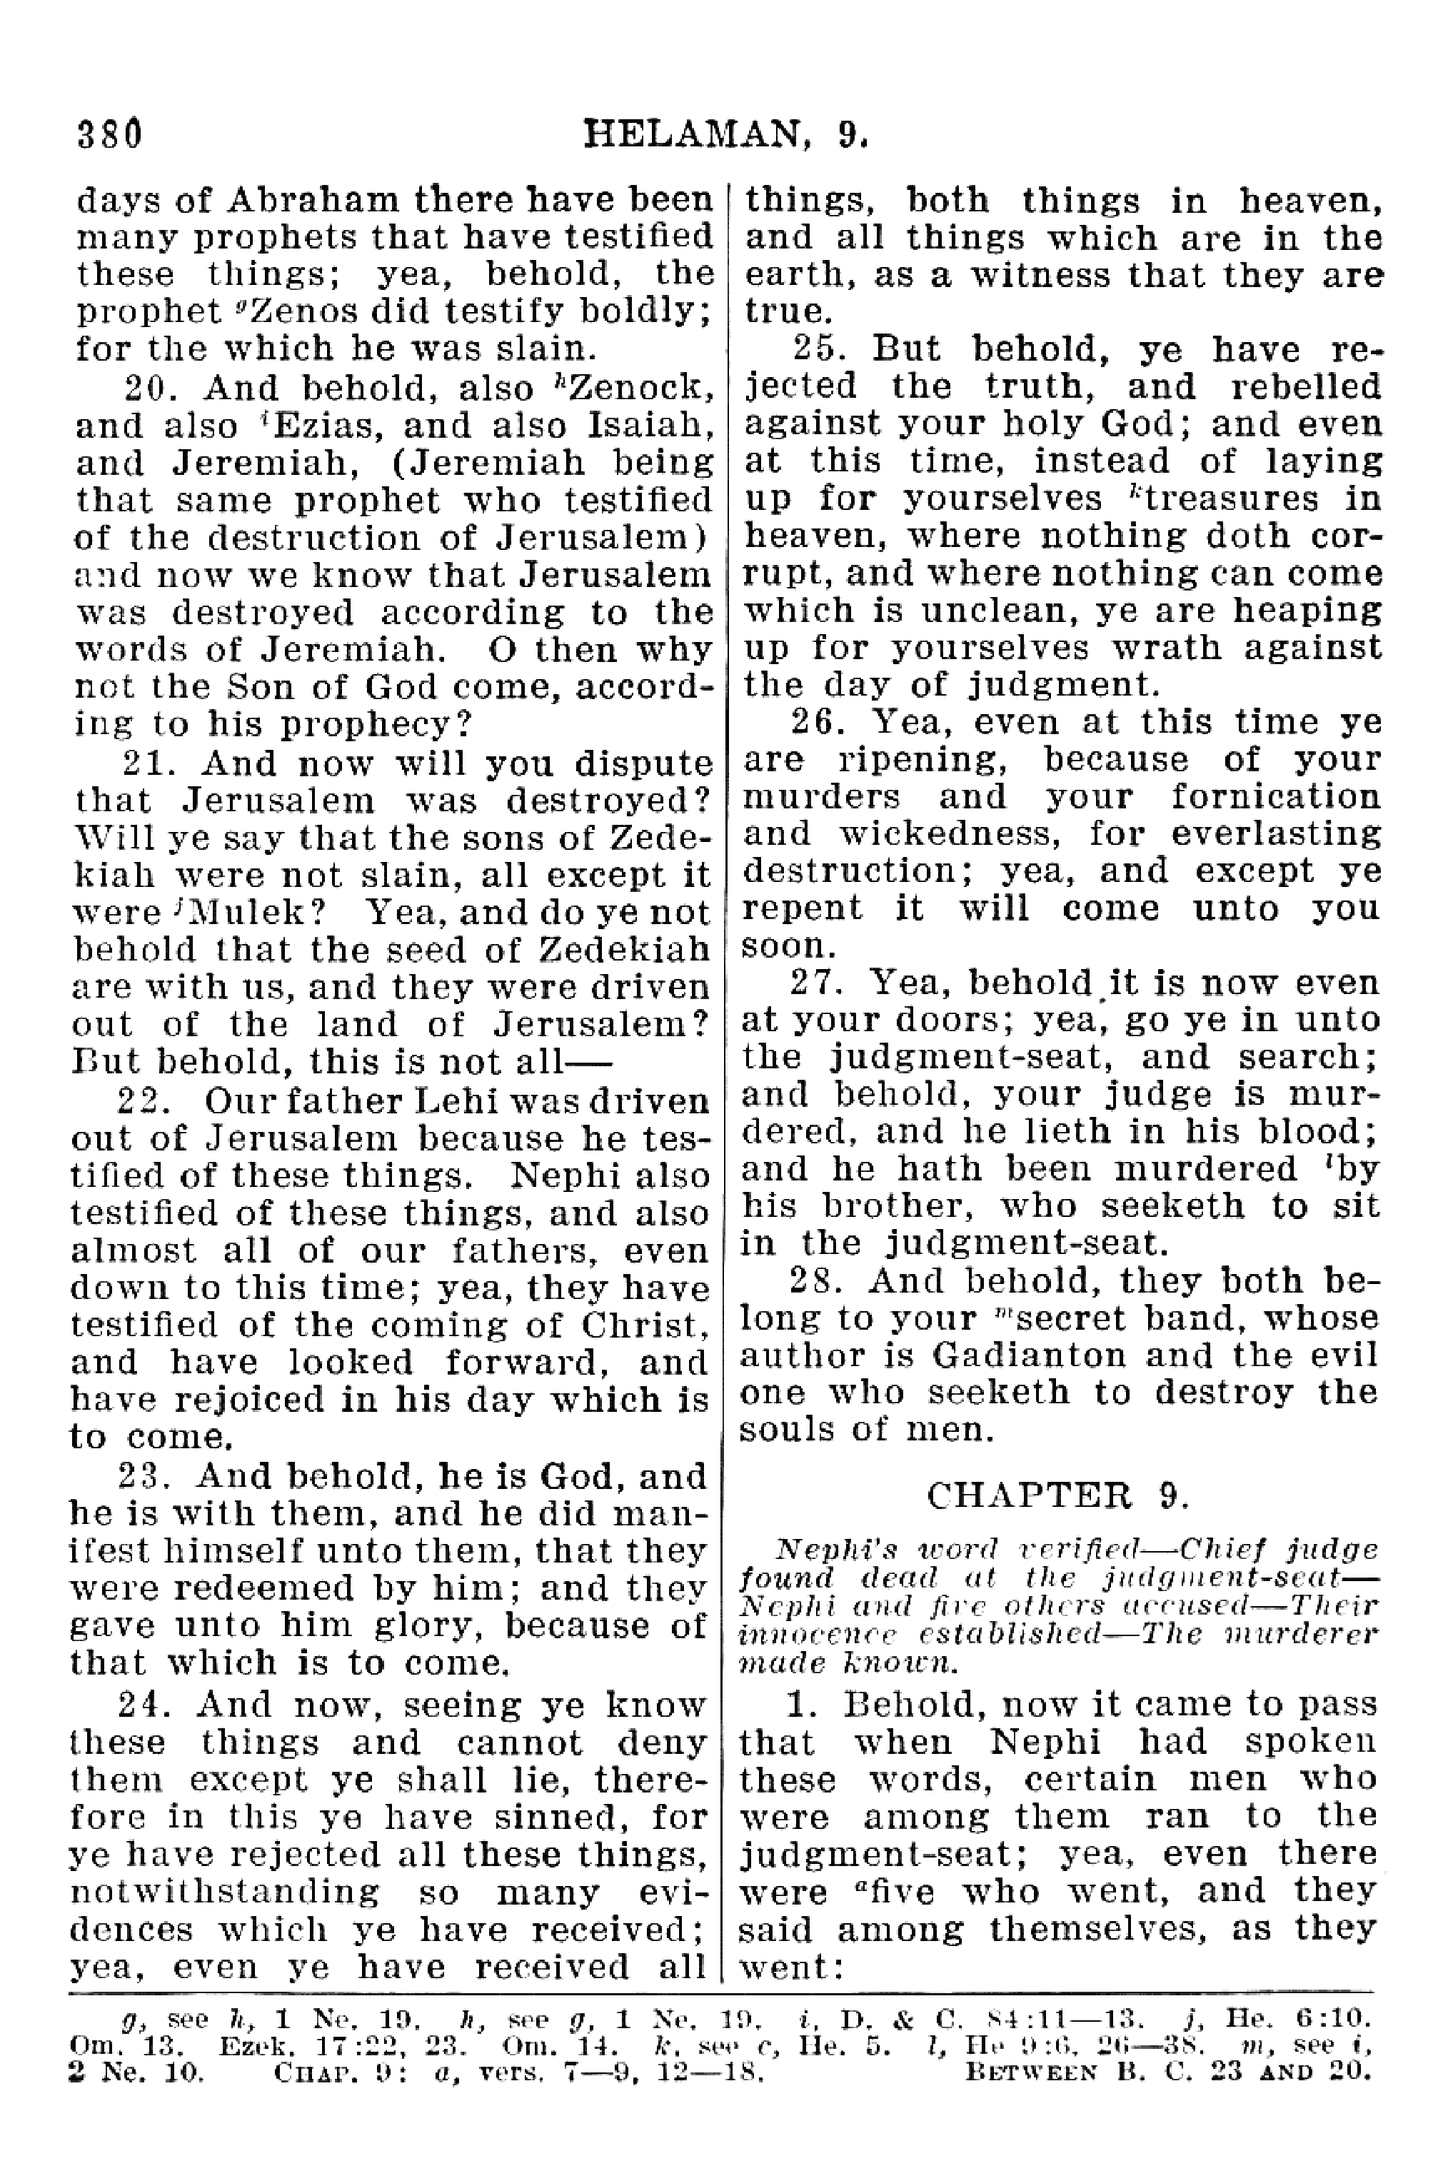 380 HELAMAN, 9.
days of Abraham there have been
many prophets that have testified
these things; yea, behold, the
prophet gZenos did testify boldly;
for the which he was slain.
20. And behold, also hZenock,
and also iEzias, and also Isaiah,
and Jeremiah, (Jeremiah being
that same prophet who testified
of the destruction of Jerusalem)
and now we know that Jerusalem
was destroyed according to the
words of Jeremiah. O then why
not the Son of God come, accord-
ing to his prophecy?
21. And now will you dispute
that Jerusalem was destroyed?
Will ye say that the sons of Zede-
kiah were not slain, all except it
were jMulek? Yea, and do ye not
behold that the seed of Zedekiah
are with us, and they were driven
out of the land of Jerusalem?
But behold, this is not all—
22. Our father Lehi was driven
out of Jerusalem because he tes-
tified of these things. Nephi also
testified of these things, and also
almost all of our fathers, even
down to this time; yea, they have
testified of the coming of Christ,
and have looked forward, and
have rejoiced in his day which is
to come.
23. And behold, he is God, and
he is with them, and he did man-
ifest himself unto them, that they
were redeemed by him; and they
gave unto him glory, because of
that which is to come.
24. And now, seeing ye know
these things and cannot deny
them except ye shall lie, there-
fore in this ye have sinned, for
ye have rejected all these things,
notwithstanding so many evi-
dences which ye have received;
yea, even ye have received all
things, both things in heaven,
and all things which are in the
earth, as a witness that they are
true.
25. But behold, ye have re-
jected the truth, and rebelled
against your holy God; and even
at this time, instead of laying
up for yourselves ktreasures in
heaven, where nothing doth cor-
rupt, and where nothing can come
which is unclean, ye are heaping
up for yourselves wrath against
the day of judgment.
26. Yea, even at this time ye
are ripening, because of your
murders and your fornication
and wickedness, for everlasting
destruction; yea, and except ye
repent it will come unto you
soon.
27. Yea, behold it is now even
at your doors; yea, go ye in unto
the judgment-seat, and search;
and behold, your judge is mur-
dered, and he lieth in his blood;
and he hath been murdered lby
his brother, who seeketh to sit
in the judgment-seat.
28. And behold, they both be-
long to your msecret band, whose
author is Gadianton and the evil
one who seeketh to destroy the
souls of men.
CHAPTER 9.
Nephi's word verified—Chief judge
found dead at the judgment-seat—
Nephi and five others accused—Their
innocence established—The murderer
made known.
1. Behold, now it came to pass
that when Nephi had spoken
these words, certain men who
were among them ran to the
judgment-seat; yea, even there
were afive who went, and they
said among themselves, as they
went:
g, see h, 1 Ne. 19. h, see g, 1 Ne. 19. i, D. & C. 84:11—13. j, He. 6:10.
Om. 13. Ezek. 17:22, 23. Om. 14. k, see c, He. 5. l, He 9:6, 26—38. m, see i,
2 Ne. 10. CHAP. 9: a, vers. 7—9, 12—18. BETWEEN B. C. 23 AND 20.